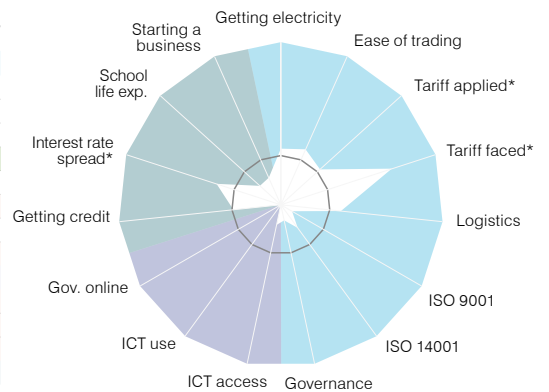 Getting electricity
Ease of trading
Tariff applied*
Tariff faced*
Logistics
ISO 9001
ISO 14001
Governance
ICT access
ICT use
Gov. online
Getting credit
Interest rate
spread*
School
life exp.
Starting a
business